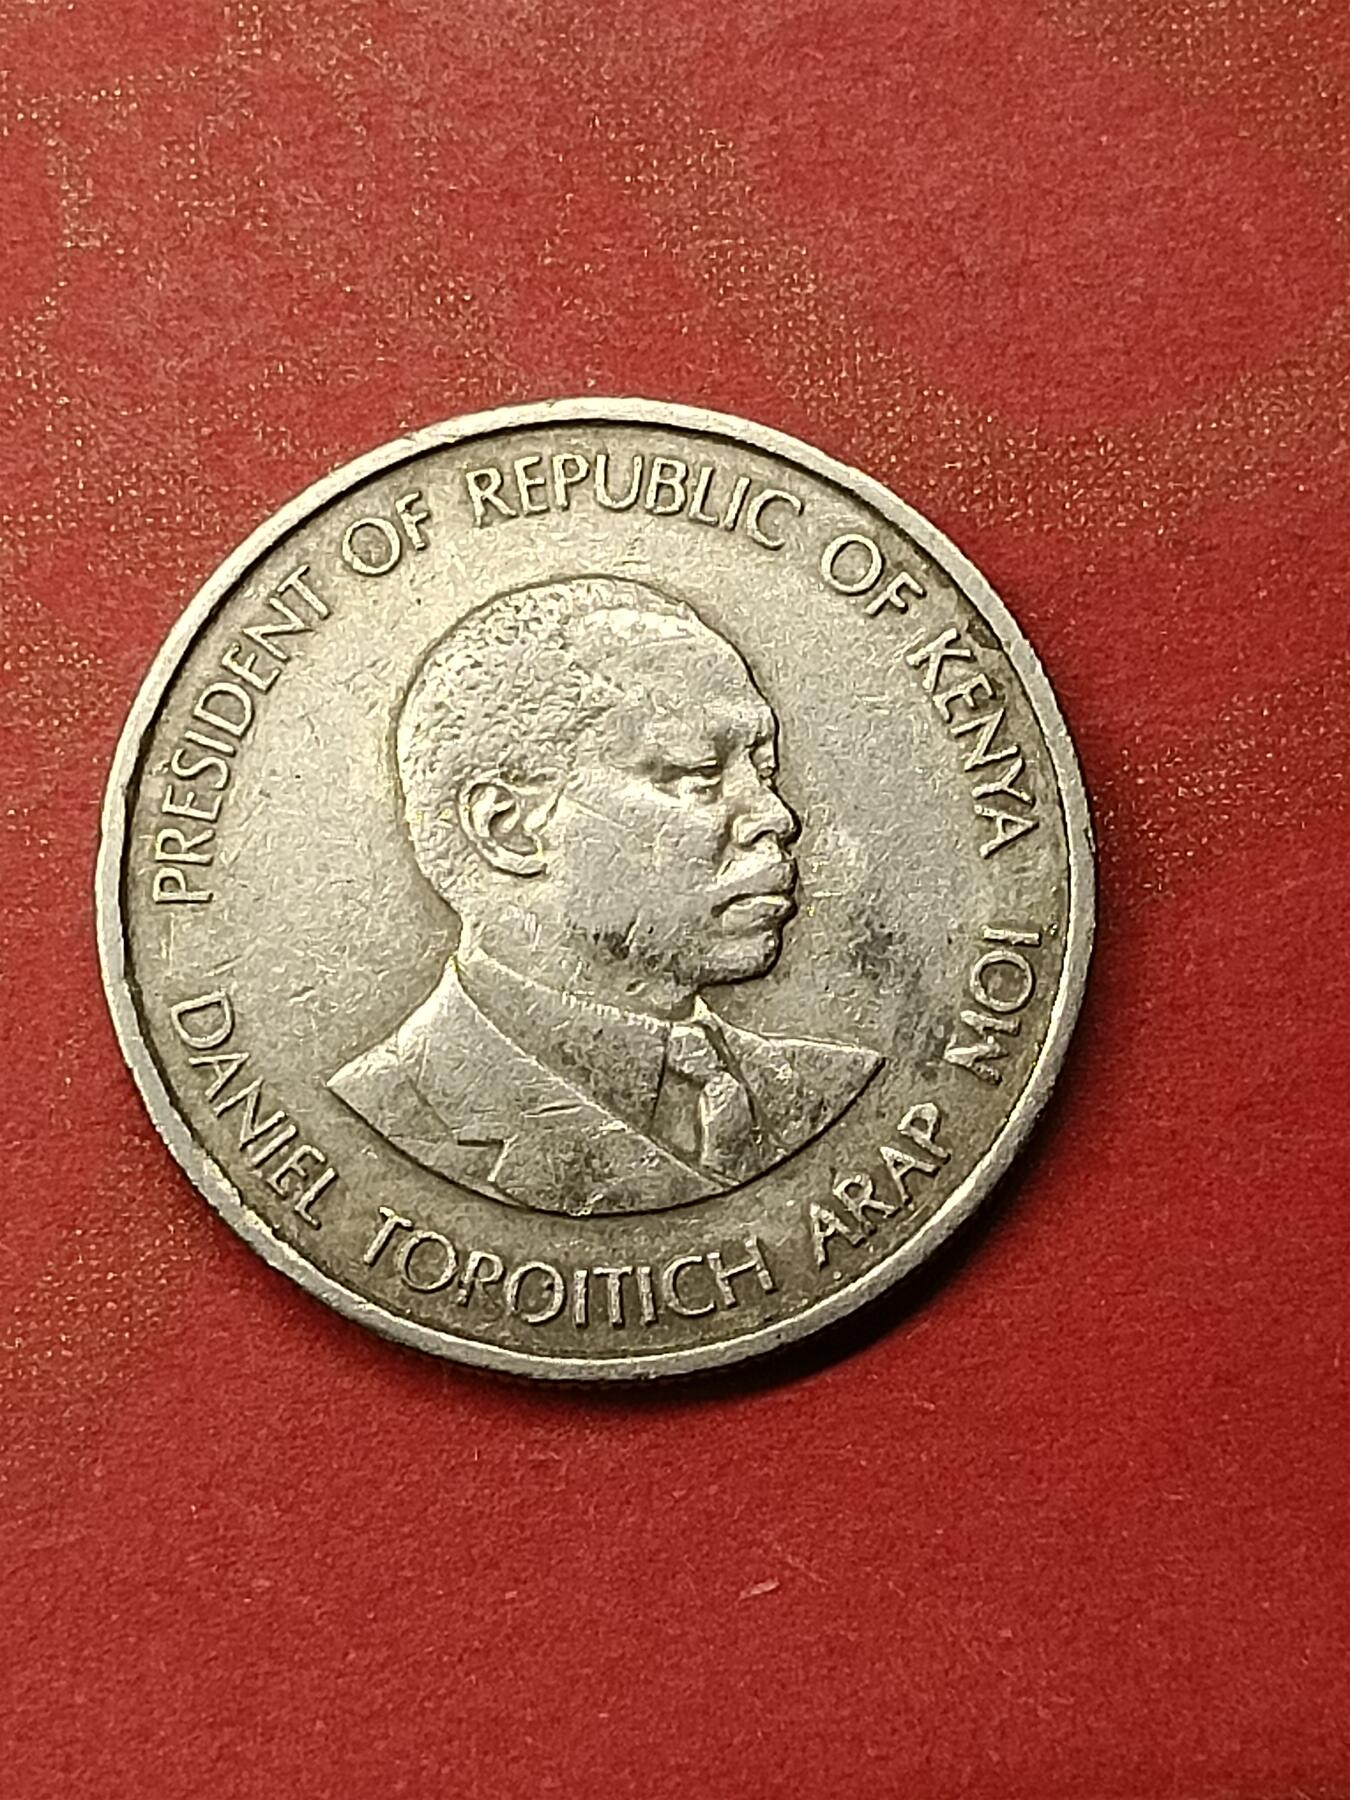 PRESIDENT OF REPUBLIC OF KENYA
DANIEL TOROITICH ARAP MOI